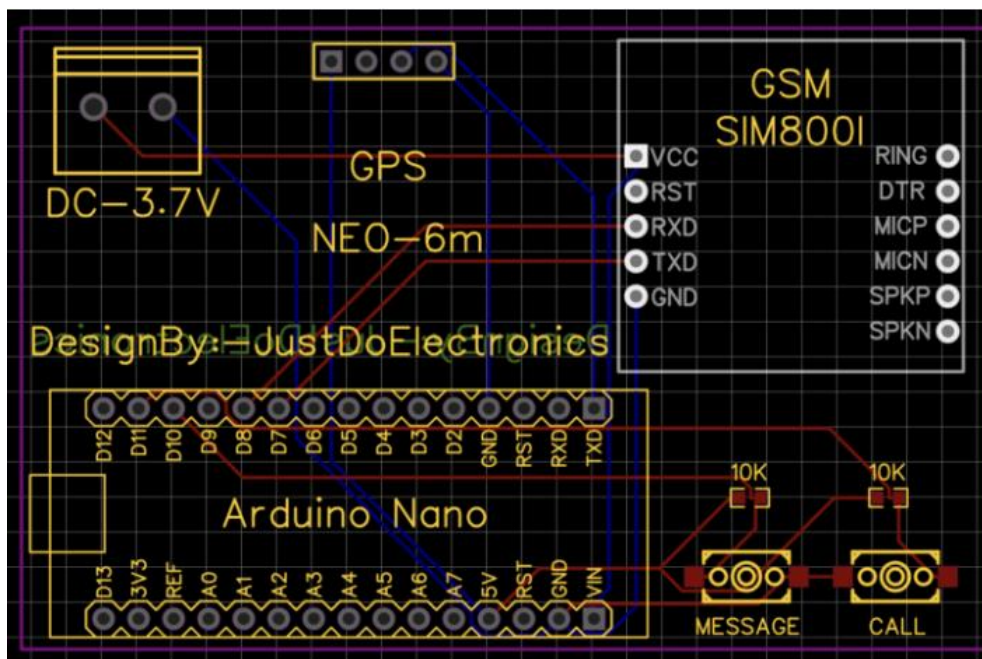 GSM
SIM800l
VCC
RING
RST
DTR
RXD
MICP
TXD
MICN
GND
SPKP
SPKN
DC-3.7V
GPS
NEO-6m
DesignBy:-JustDoElectronics
DesignBy:-JustDoElectronics
D12
D11
D10
D9
D8
D7
D6
D5
D4
D3
D2
GND
RST
RXD
TXD
Arduino Nano
D13
3V3
REF
A0
A1
A2
A3
A4
A5
A6
A7
5V
RST
GND
VIN
10K
10K
MESSAGE
CALL